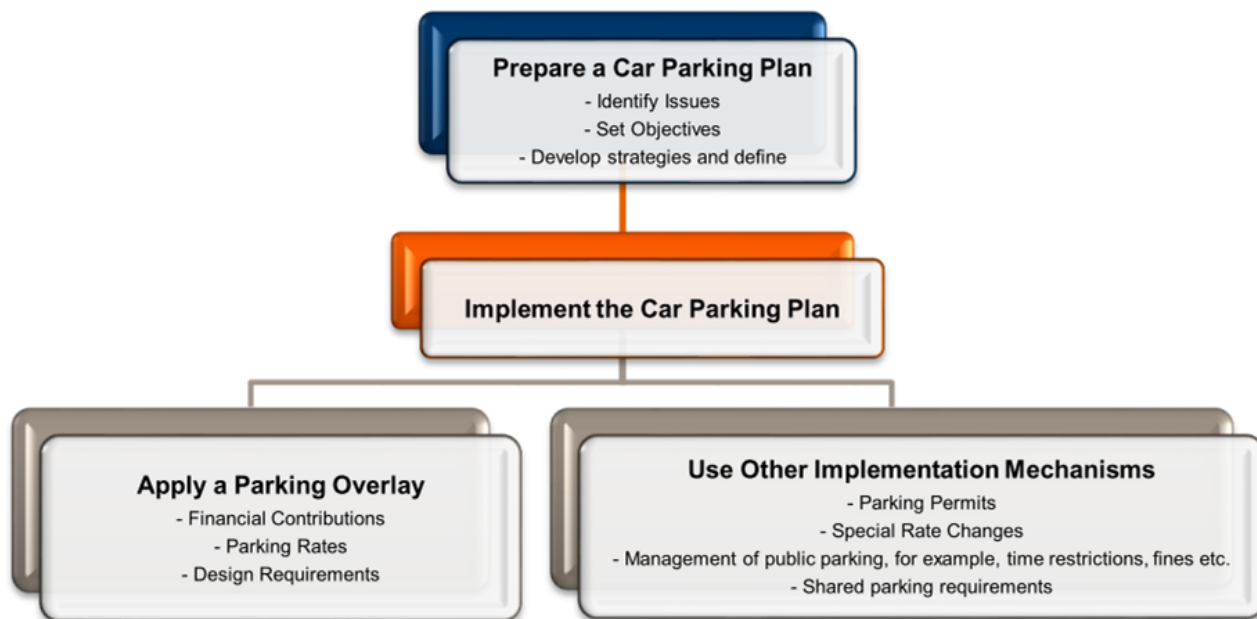 Prepare a Car Parking Plan
- Identify Issues
- Set Objectives
- Develop strategies and define
Implement the Car Parking Plan
Apply a Parking Overlay
- Financial Contributions
- Parking Rates
- Design Requirements
Use Other Implementation Mechanisms
- Parking Permits
- Special Rate Changes
- Management of public parking, for example, time restrictions, fines etc.
- Shared parking requirements